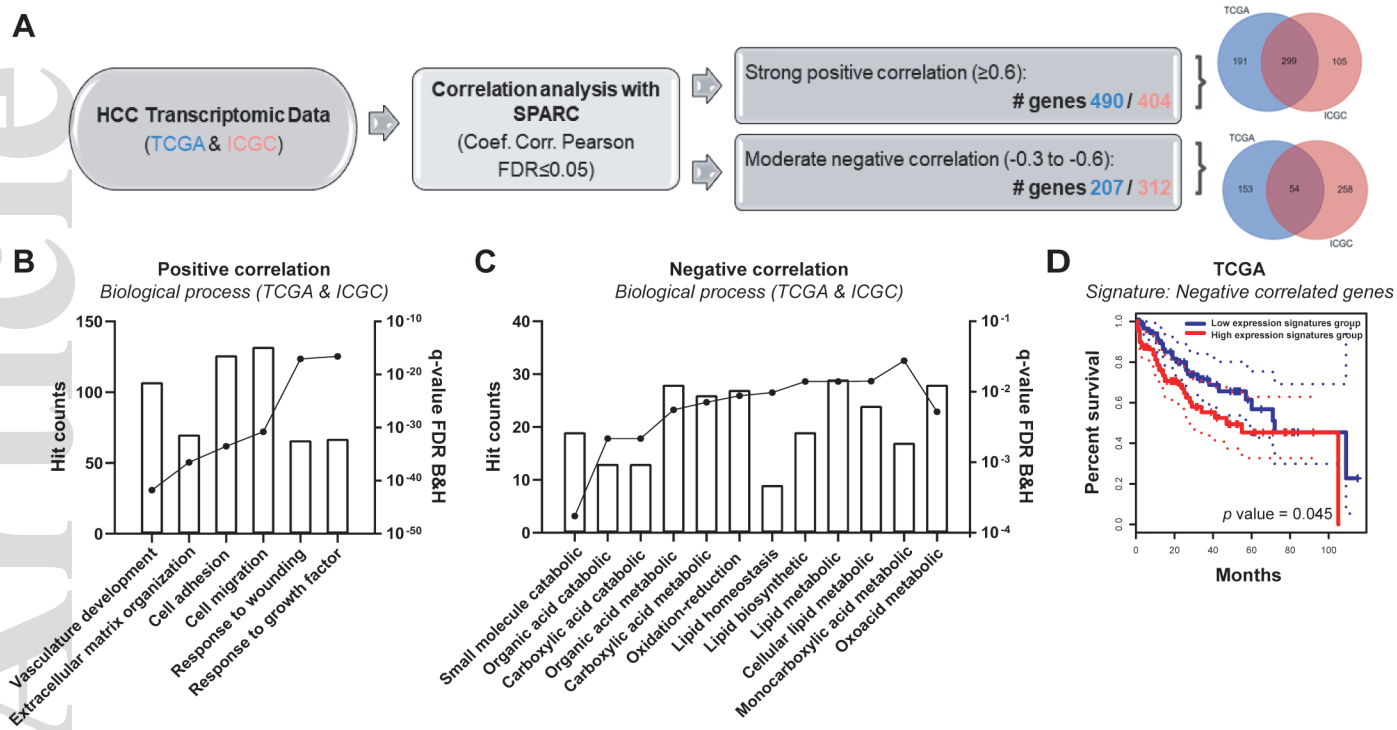 A
HCC Transcriptomic Data
(TCGA & ICGC)
Correlation analysis with
SPARC
(Coef. Corr. Pearson
FDR≤0.05)
Strong positive correlation (≥0.6):
# genes 490 / 404
Moderate negative correlation (-0.3 to -0.6):
# genes 207 / 312
TCGA
191
299
105
ICGC
TCGA
153
54
258
ICGC
B
Positive correlation
Biological process (TCGA & ICGC)
Hit counts
150
100
50
0
10-10
10-20
10-30
10-40
10-50
q-value FDR B&H
Vasculature development
Extracellular matrix organization
Cell adhesion
Cell migration
Response to wounding
Response to growth factor
C
Negative correlation
Biological process (TCGA & ICGC)
Hit counts
40
30
20
10
0
10-1
10-2
10-3
10-4
q-value FDR B&H
Small molecule catabolic
Organic acid catabolic
Carboxylic acid catabolic
Organic acid metabolic
Carboxylic acid metabolic
Oxidation-reduction
Lipid homeostasis
Lipid biosynthetic
Lipid metabolic
Cellular lipid metabolic
Monocarboxylic acid metabolic
Oxoacid metabolic
D
TCGA
Signature: Negative correlated genes
Low expression signatures group
High expression signatures group
Percent survival
1.0
0.8
0.6
0.4
0.2
0.0
p value = 0.045
0
20
40
60
80
100
Months